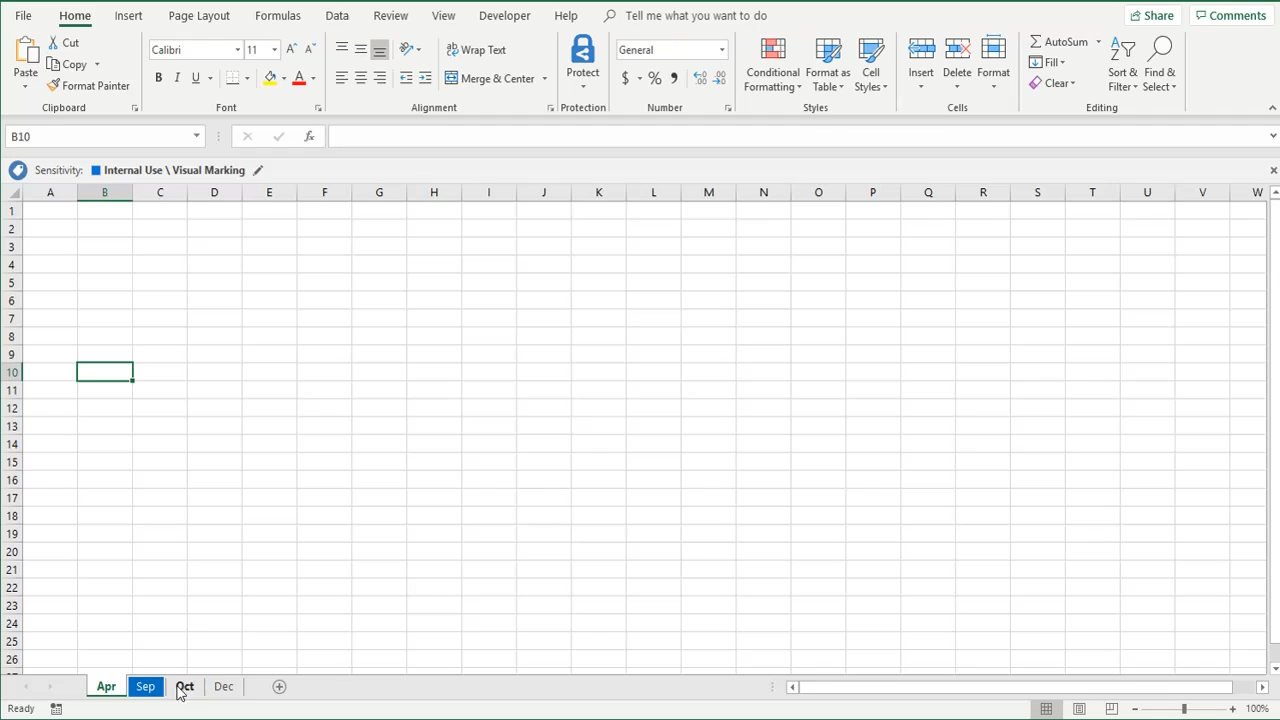 File Home Insert Page Layout Formulas Data Review View Developer Help Tell me what you want to do Share Comments
Paste Cut Copy Format Painter Clipboard
Calibri 11 A A B I U A Font
Wrap Text Merge & Center Alignment
Protect Protection
General $ % , Number
Conditional Formatting Format as Table Cell Styles Styles
Insert Delete Format Cells
AutoSum Fill Clear Sort & Filter Find & Select Editing
B10 fx
Sensitivity: Internal Use \ Visual Marking
A B C D E F G H I J K L M N O P Q R S T U V W
1
2
3
4
5
6
7
8
9
10
11
12
13
14
15
16
17
18
19
20
21
22
23
24
25
26
Apr Sep Oct Dec
Ready 100%